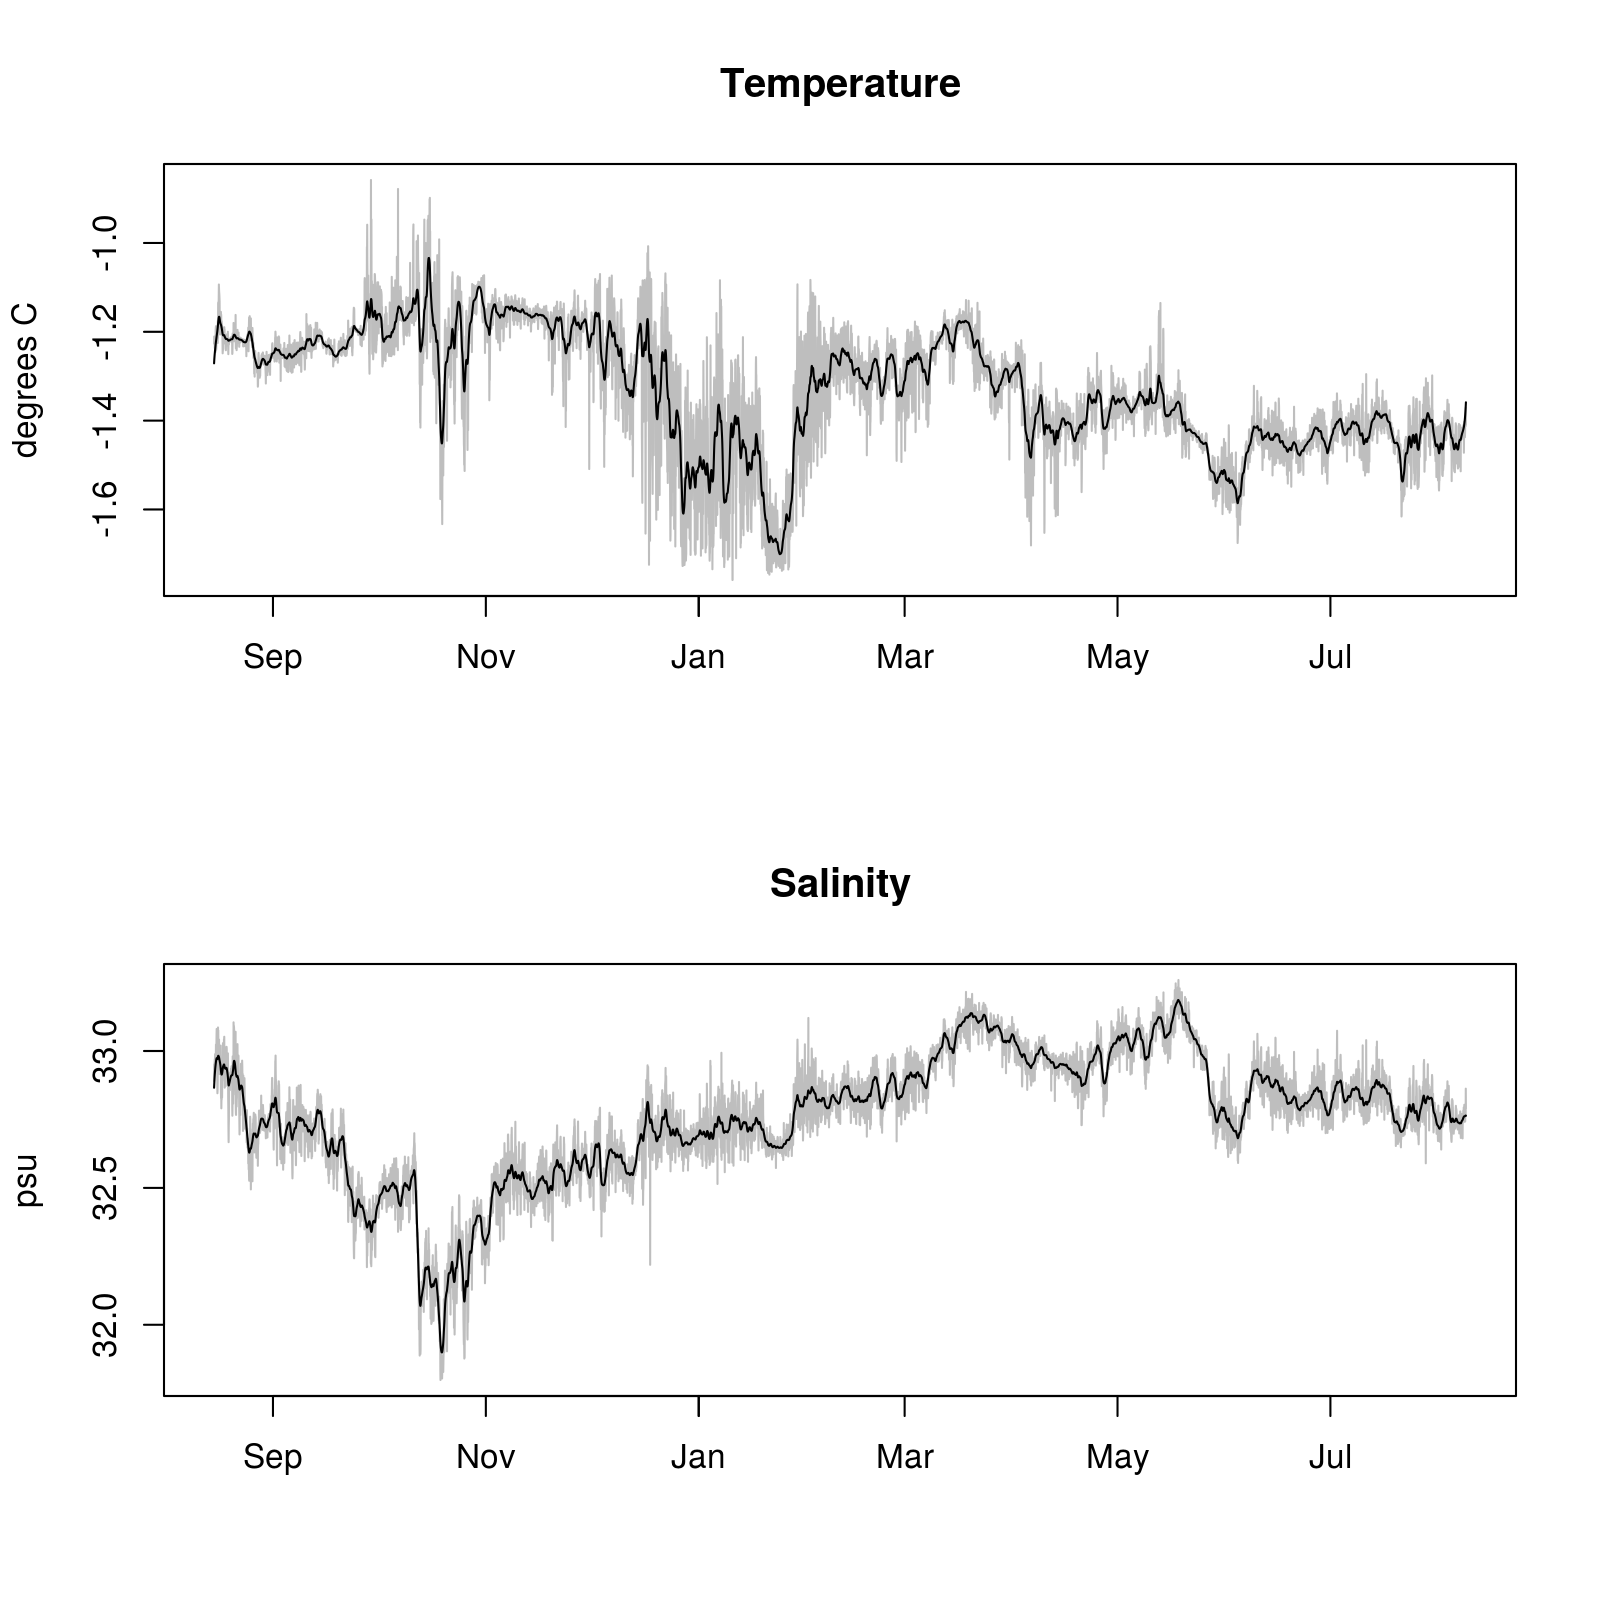 Temperature
degrees C
-1.0
-1.2
-1.4
-1.6
Sep Nov Jan Mar May Jul
Salinity
psu
33.0
32.5
32.0
Sep Nov Jan Mar May Jul